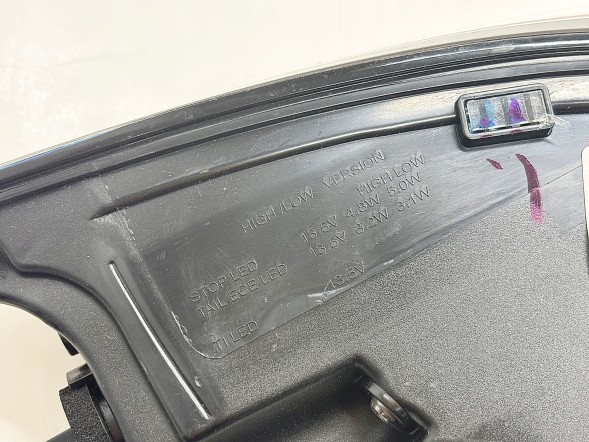 HIGH/LOW VERSION
HIGH-LOW
STOP LED 13.5V 4.8W 5.0W
TAIL ECE LED 13.5V 3.2W 3.1W
TI LED 13.5V